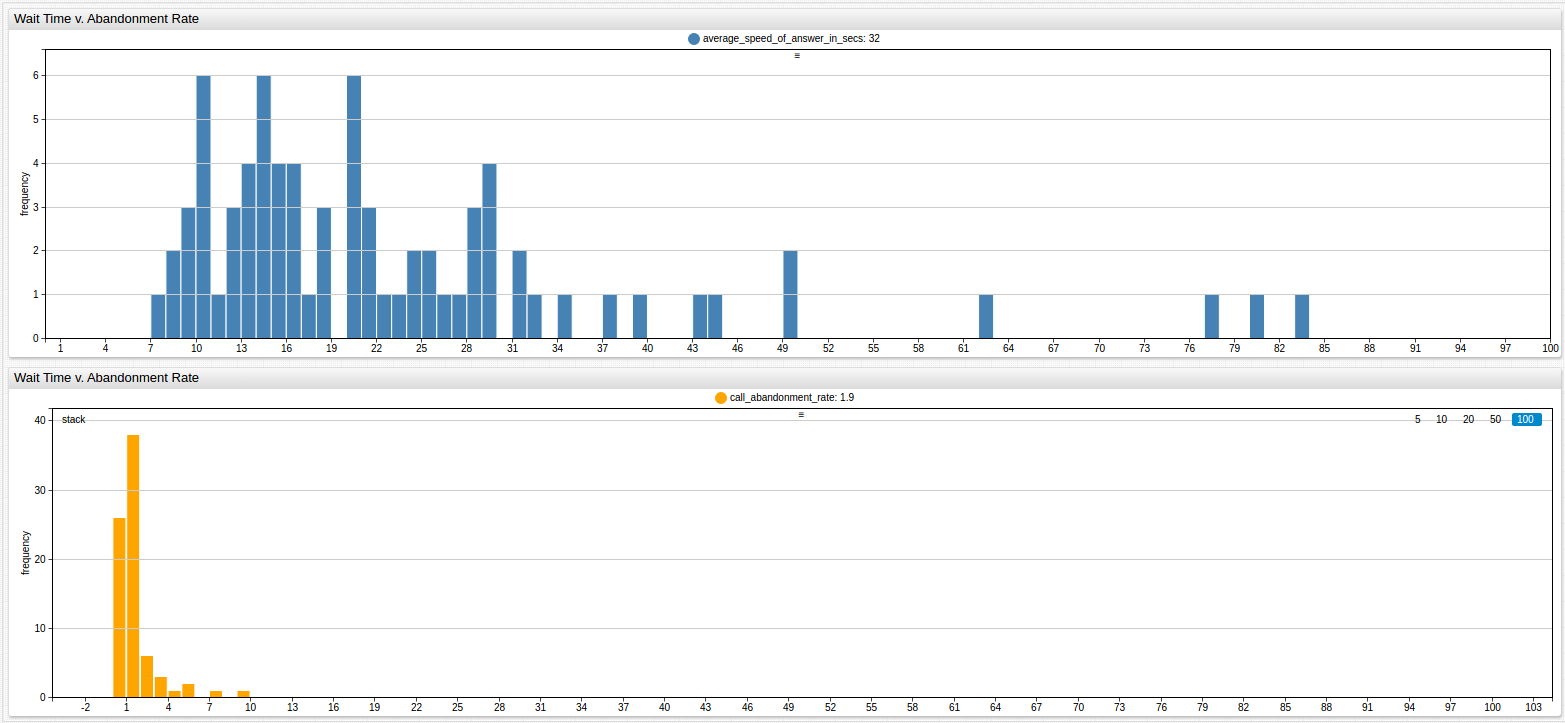 Wait Time v. Abandonment Rate
average_speed_of_answer_in_secs: 32
≡
frequency
6
5
4
3
2
1
0
1 4 7 10 13 16 19 22 25 28 31 34 37 40 43 46 49 52 55 58 61 64 67 70 73 76 79 82 85 88 91 94 97 100
Wait Time v. Abandonment Rate
call_abandonment_rate: 1.9
≡
stack
5 10 20 50 100
frequency
40
30
20
10
0
-2 1 4 7 10 13 16 19 22 25 28 31 34 37 40 43 46 49 52 55 58 61 64 67 70 73 76 79 82 85 88 91 94 97 100 103